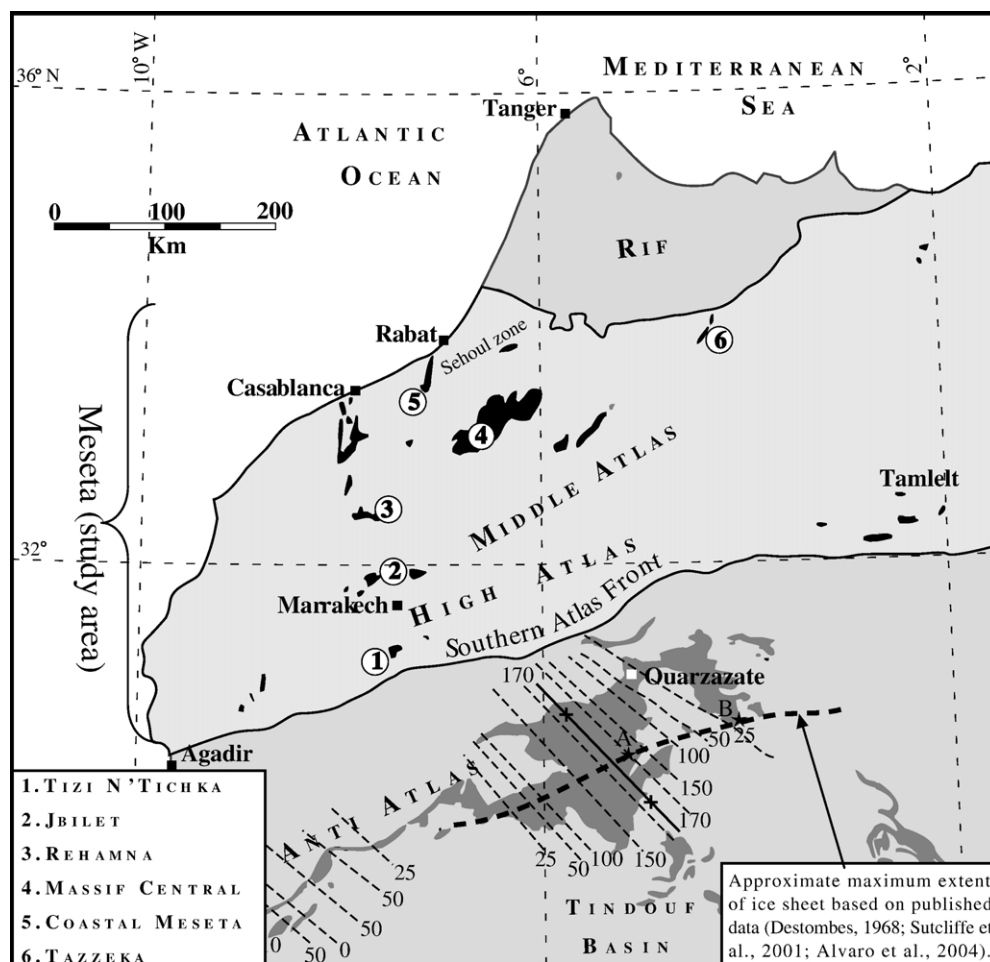 10° W
6°
2°
36° N
MEDITERRANEAN
SEA
Tanger
ATLANTIC
OCEAN
0 100 200
Km
RIF
Rabat
Sehoul zone
6
Casablanca
5
4
Meseta (study area)
MIDDLE ATLAS
Tamlelt
3
32°
2
HIGH ATLAS
Marrakech
Southern Atlas Front
1
170
Quarzazate
B
A
50 25
100
150
170
Agadir
ANTI ATLAS
25
50
100
150
25
50
50
0
50
0
1. TIZI N'TICHKA
2. JBILET
3. REHAMNA
4. MASSIF CENTRAL
5. COASTAL MESETA
6. TAZZEKA
TINDOUF
BASIN
Approximate maximum extent
of ice sheet based on published
data (Destombes, 1968; Sutcliffe et
al., 2001; Alvaro et al., 2004).